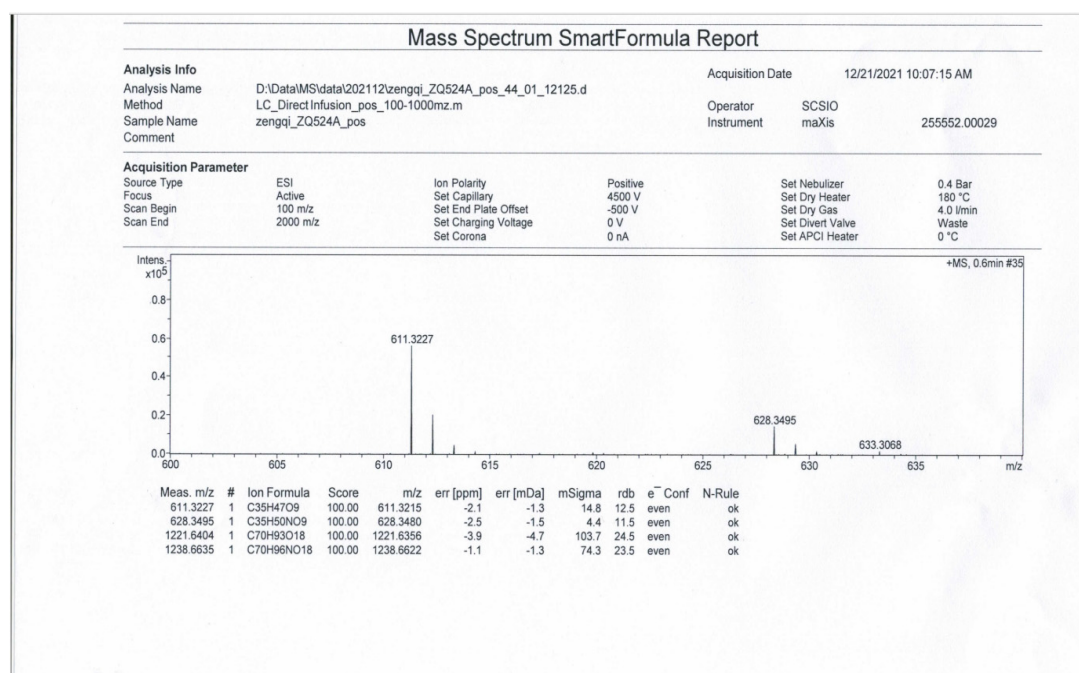 Mass Spectrum SmartFormula Report
Analysis Info
Acquisition Date 12/21/2021 10:07:15 AM
Analysis Name D:\Data\MS\data\202112\zengqi_ZQ524A_pos_44_01_12125.d
Method LC_Direct Infusion_pos_100-1000mz.m
Operator SCSIO
Sample Name zengqi_ZQ524A_pos
Instrument maXis 255552.00029
Comment
Acquisition Parameter
Source Type ESI Ion Polarity Positive Set Nebulizer 0.4 Bar
Focus Active Set Capillary 4500 V Set Dry Heater 180 °C
Scan Begin 100 m/z Set End Plate Offset -500 V Set Dry Gas 4.0 l/min
Scan End 2000 m/z Set Charging Voltage 0 V Set Divert Valve Waste
Set Corona 0 nA Set APCI Heater 0 °C
Intens.
x10⁵
+MS, 0.6min #35
0.8
0.6
611.3227
0.4
0.2
628.3495
633.3068
0.0
600 605 610 615 620 625 630 635 m/z
Meas. m/z # Ion Formula Score m/z err [ppm] err [mDa] mSigma rdb e⁻ Conf N-Rule
611.3227 1 C35H47O9 100.00 611.3215 -2.1 -1.3 14.8 12.5 even ok
628.3495 1 C35H50NO9 100.00 628.3480 -2.5 -1.5 4.4 11.5 even ok
1221.6404 1 C70H93O18 100.00 1221.6356 -3.9 -4.7 103.7 24.5 even ok
1238.6635 1 C70H96NO18 100.00 1238.6622 -1.1 -1.3 74.3 23.5 even ok